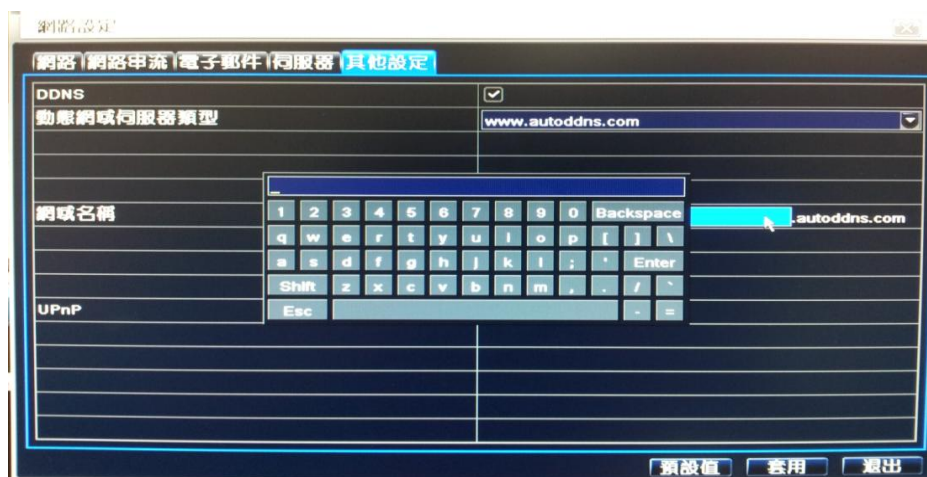 網路設定
網路 網路串流 電子郵件 伺服器 其他設定
DDNS
動態網域伺服器類型 www.autoddns.com
網域名稱 .autoddns.com
1 2 3 4 5 6 7 8 9 0 Backspace
q w e r t y u i o p [ ] \
a s d f g h j k l ; ' Enter
Shift z x c v b n m , . / `
Esc - =
UPnP
預設值 套用 退出